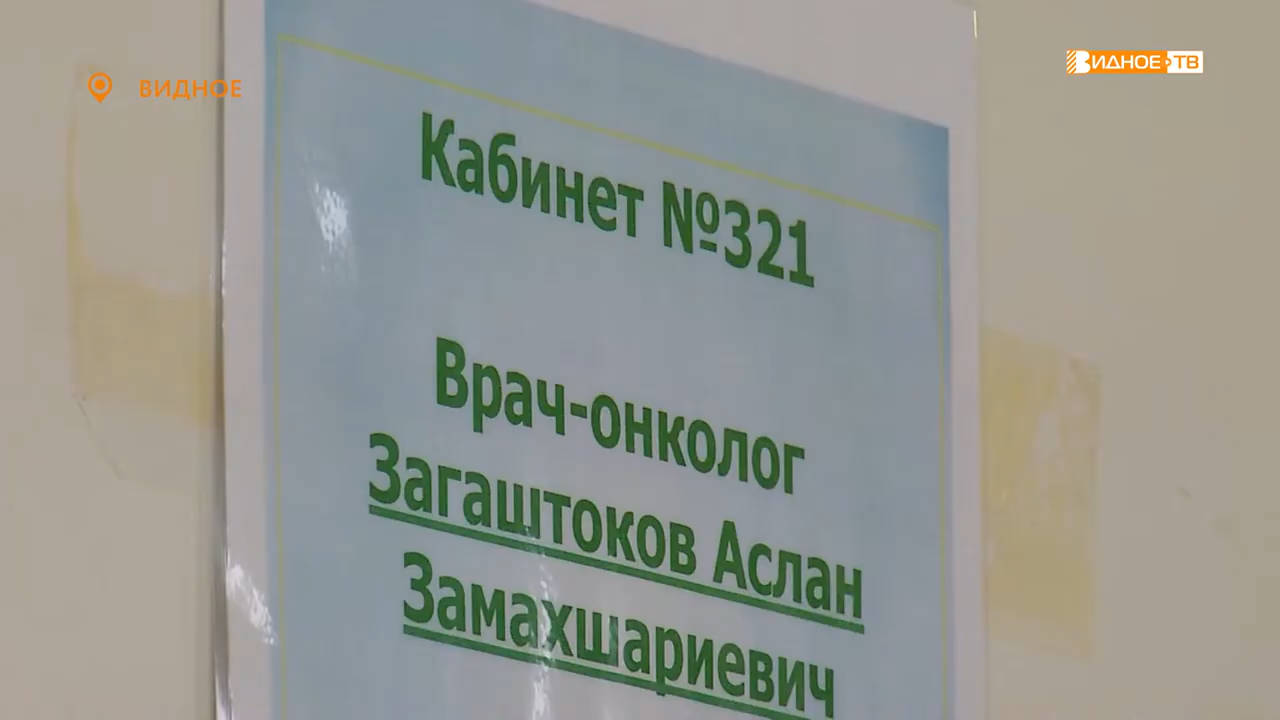 ВИДНОЕ
ВИДНОЕ ТВ
Кабинет №321
Врач-онколог
Загаштоков Аслан
Замахшариевич